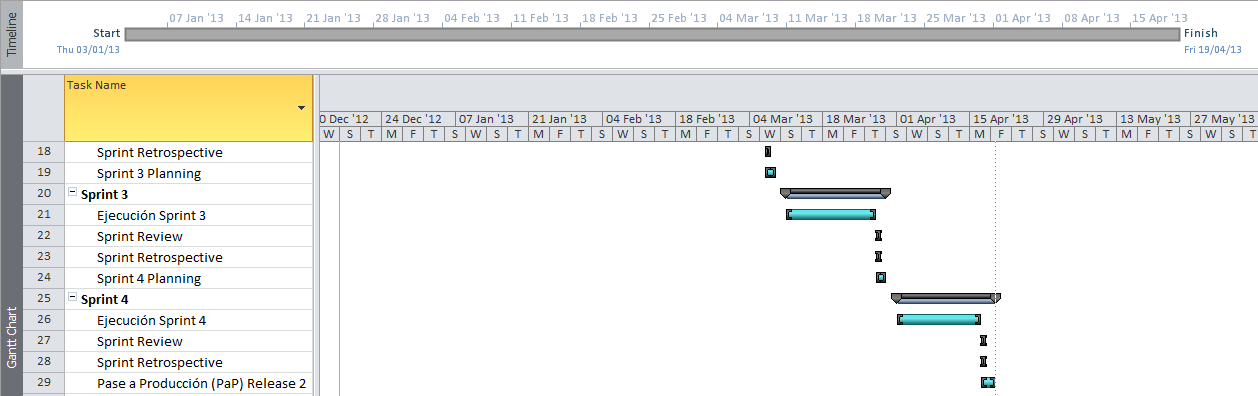 Timeline
07 Jan '13 14 Jan '13 21 Jan '13 28 Jan '13 04 Feb '13 11 Feb '13 18 Feb '13 25 Feb '13 04 Mar '13 11 Mar '13 18 Mar '13 25 Mar '13 01 Apr '13 08 Apr '13 15 Apr '13
Start
Thu 03/01/13
Finish
Fri 19/04/13
Gantt Chart
Task Name
0 Dec '12 24 Dec '12 07 Jan '13 21 Jan '13 04 Feb '13 18 Feb '13 04 Mar '13 18 Mar '13 01 Apr '13 15 Apr '13 29 Apr '13 13 May '13 27 May '13
W S T M F T S W S T M F T S W S T M F T S W S T M F T S W S T M F T S W S T M F T S W S T
18 Sprint Retrospective
19 Sprint 3 Planning
20 Sprint 3
21 Ejecución Sprint 3
22 Sprint Review
23 Sprint Retrospective
24 Sprint 4 Planning
25 Sprint 4
26 Ejecución Sprint 4
27 Sprint Review
28 Sprint Retrospective
29 Pase a Producción (PaP) Release 2